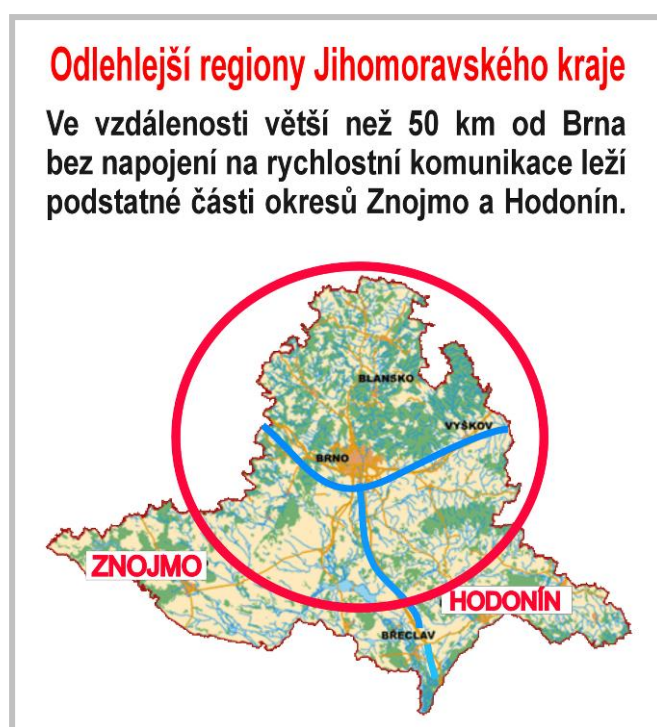 Odlehlejší regiony Jihomoravského kraje
Ve vzdálenosti větší než 50 km od Brna
bez napojení na rychlostní komunikace leží
podstatné části okresů Znojmo a Hodonín.
BLANSKO
VYŠKOV
BRNO
ZNOJMO
HODONÍN
BŘECLAV